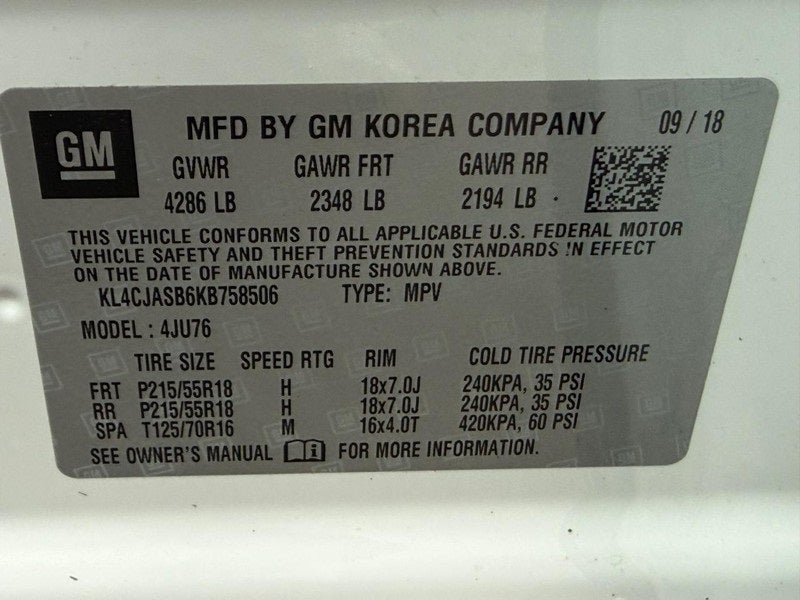 GM
MFD BY GM KOREA COMPANY 09 / 18
GVWR GAWR FRT GAWR RR
4286 LB 2348 LB 2194 LB
THIS VEHICLE CONFORMS TO ALL APPLICABLE U.S. FEDERAL MOTOR
VEHICLE SAFETY AND THEFT PREVENTION STANDARDS IN EFFECT
ON THE DATE OF MANUFACTURE SHOWN ABOVE.
KL4CJASB6KB758506 TYPE: MPV
MODEL: 4JU76
TIRE SIZE SPEED RTG RIM COLD TIRE PRESSURE
FRT P215/55R18 H 18x7.0J 240KPA, 35 PSI
RR P215/55R18 H 18x7.0J 240KPA, 35 PSI
SPA T125/70R16 M 16x4.0T 420KPA, 60 PSI
SEE OWNER'S MANUAL i FOR MORE INFORMATION.